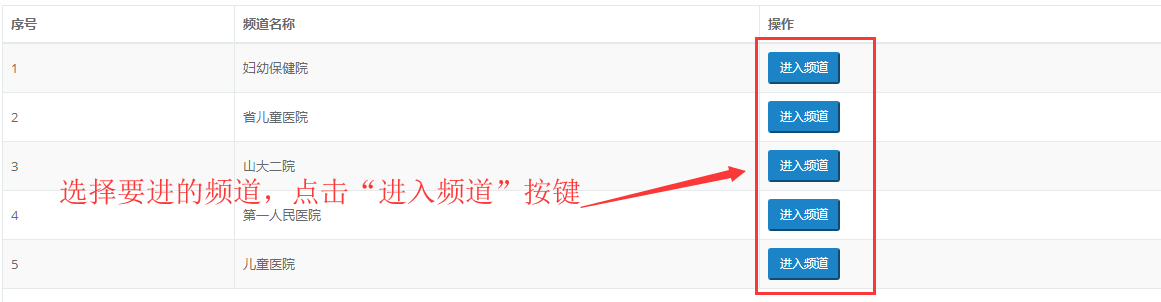 序号 频道名称 操作
1 妇幼保健院 进入频道
2 省儿童医院 进入频道
3 山大二院 进入频道
选择要进的频道，点击“进入频道”按键
4 第一人民医院 进入频道
5 儿童医院 进入频道